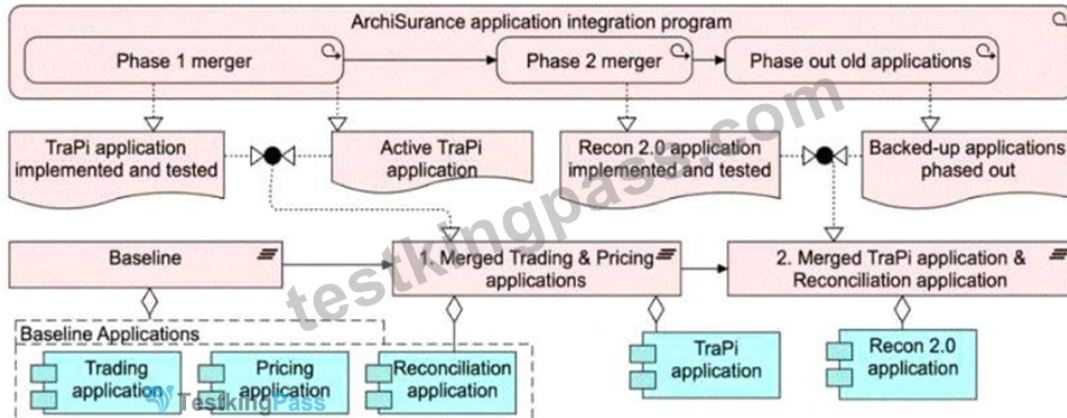 ArchiSurance application integration program
Phase 1 merger
Phase 2 merger
Phase out old applications
TraPi application
implemented and tested
Active TraPi
application
Recon 2.0 application
implemented and tested
Backed-up applications
phased out
Baseline
1. Merged Trading & Pricing
applications
2. Merged TraPi application &
Reconciliation application
Baseline Applications
Trading
application
Pricing
application
Reconciliation
application
TraPi
application
Recon 2.0
application
testkingpass.com
TestkingPass